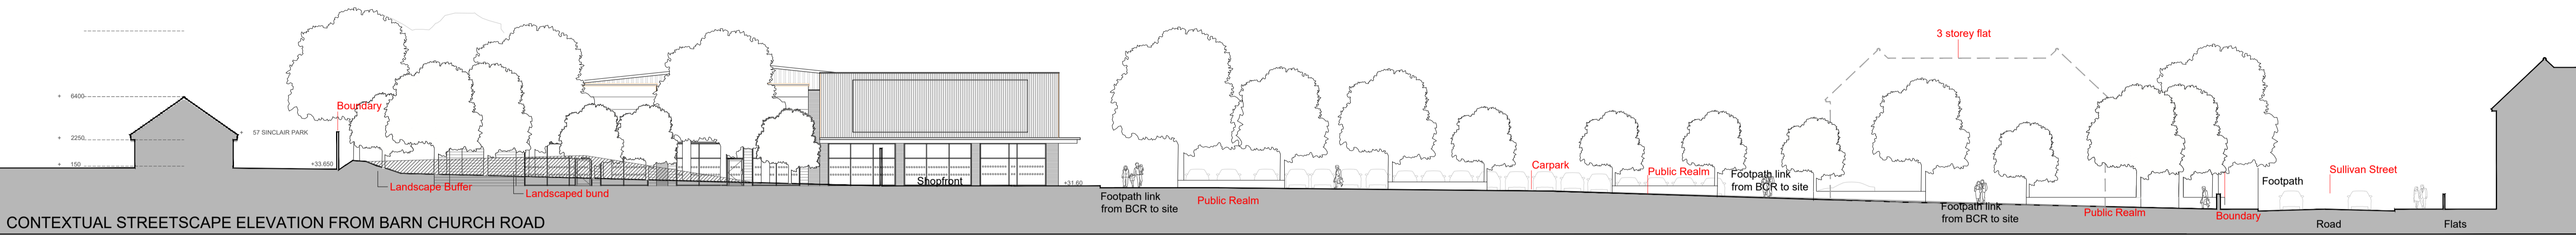 3 storey flat
+ 6400
Boundary
+ 57 SINCLAIR PARK
+ 2250
+ 150
+33.650
Landscape Buffer
Landscaped bund
Shopfront
+31.60
Footpath link
from BCR to site
Public Realm
Carpark
Public Realm
Footpath link
from BCR to site
Footpath link
from BCR to site
Public Realm
Boundary
Footpath
Sullivan Street
Road
Flats
CONTEXTUAL STREETSCAPE ELEVATION FROM BARN CHURCH ROAD